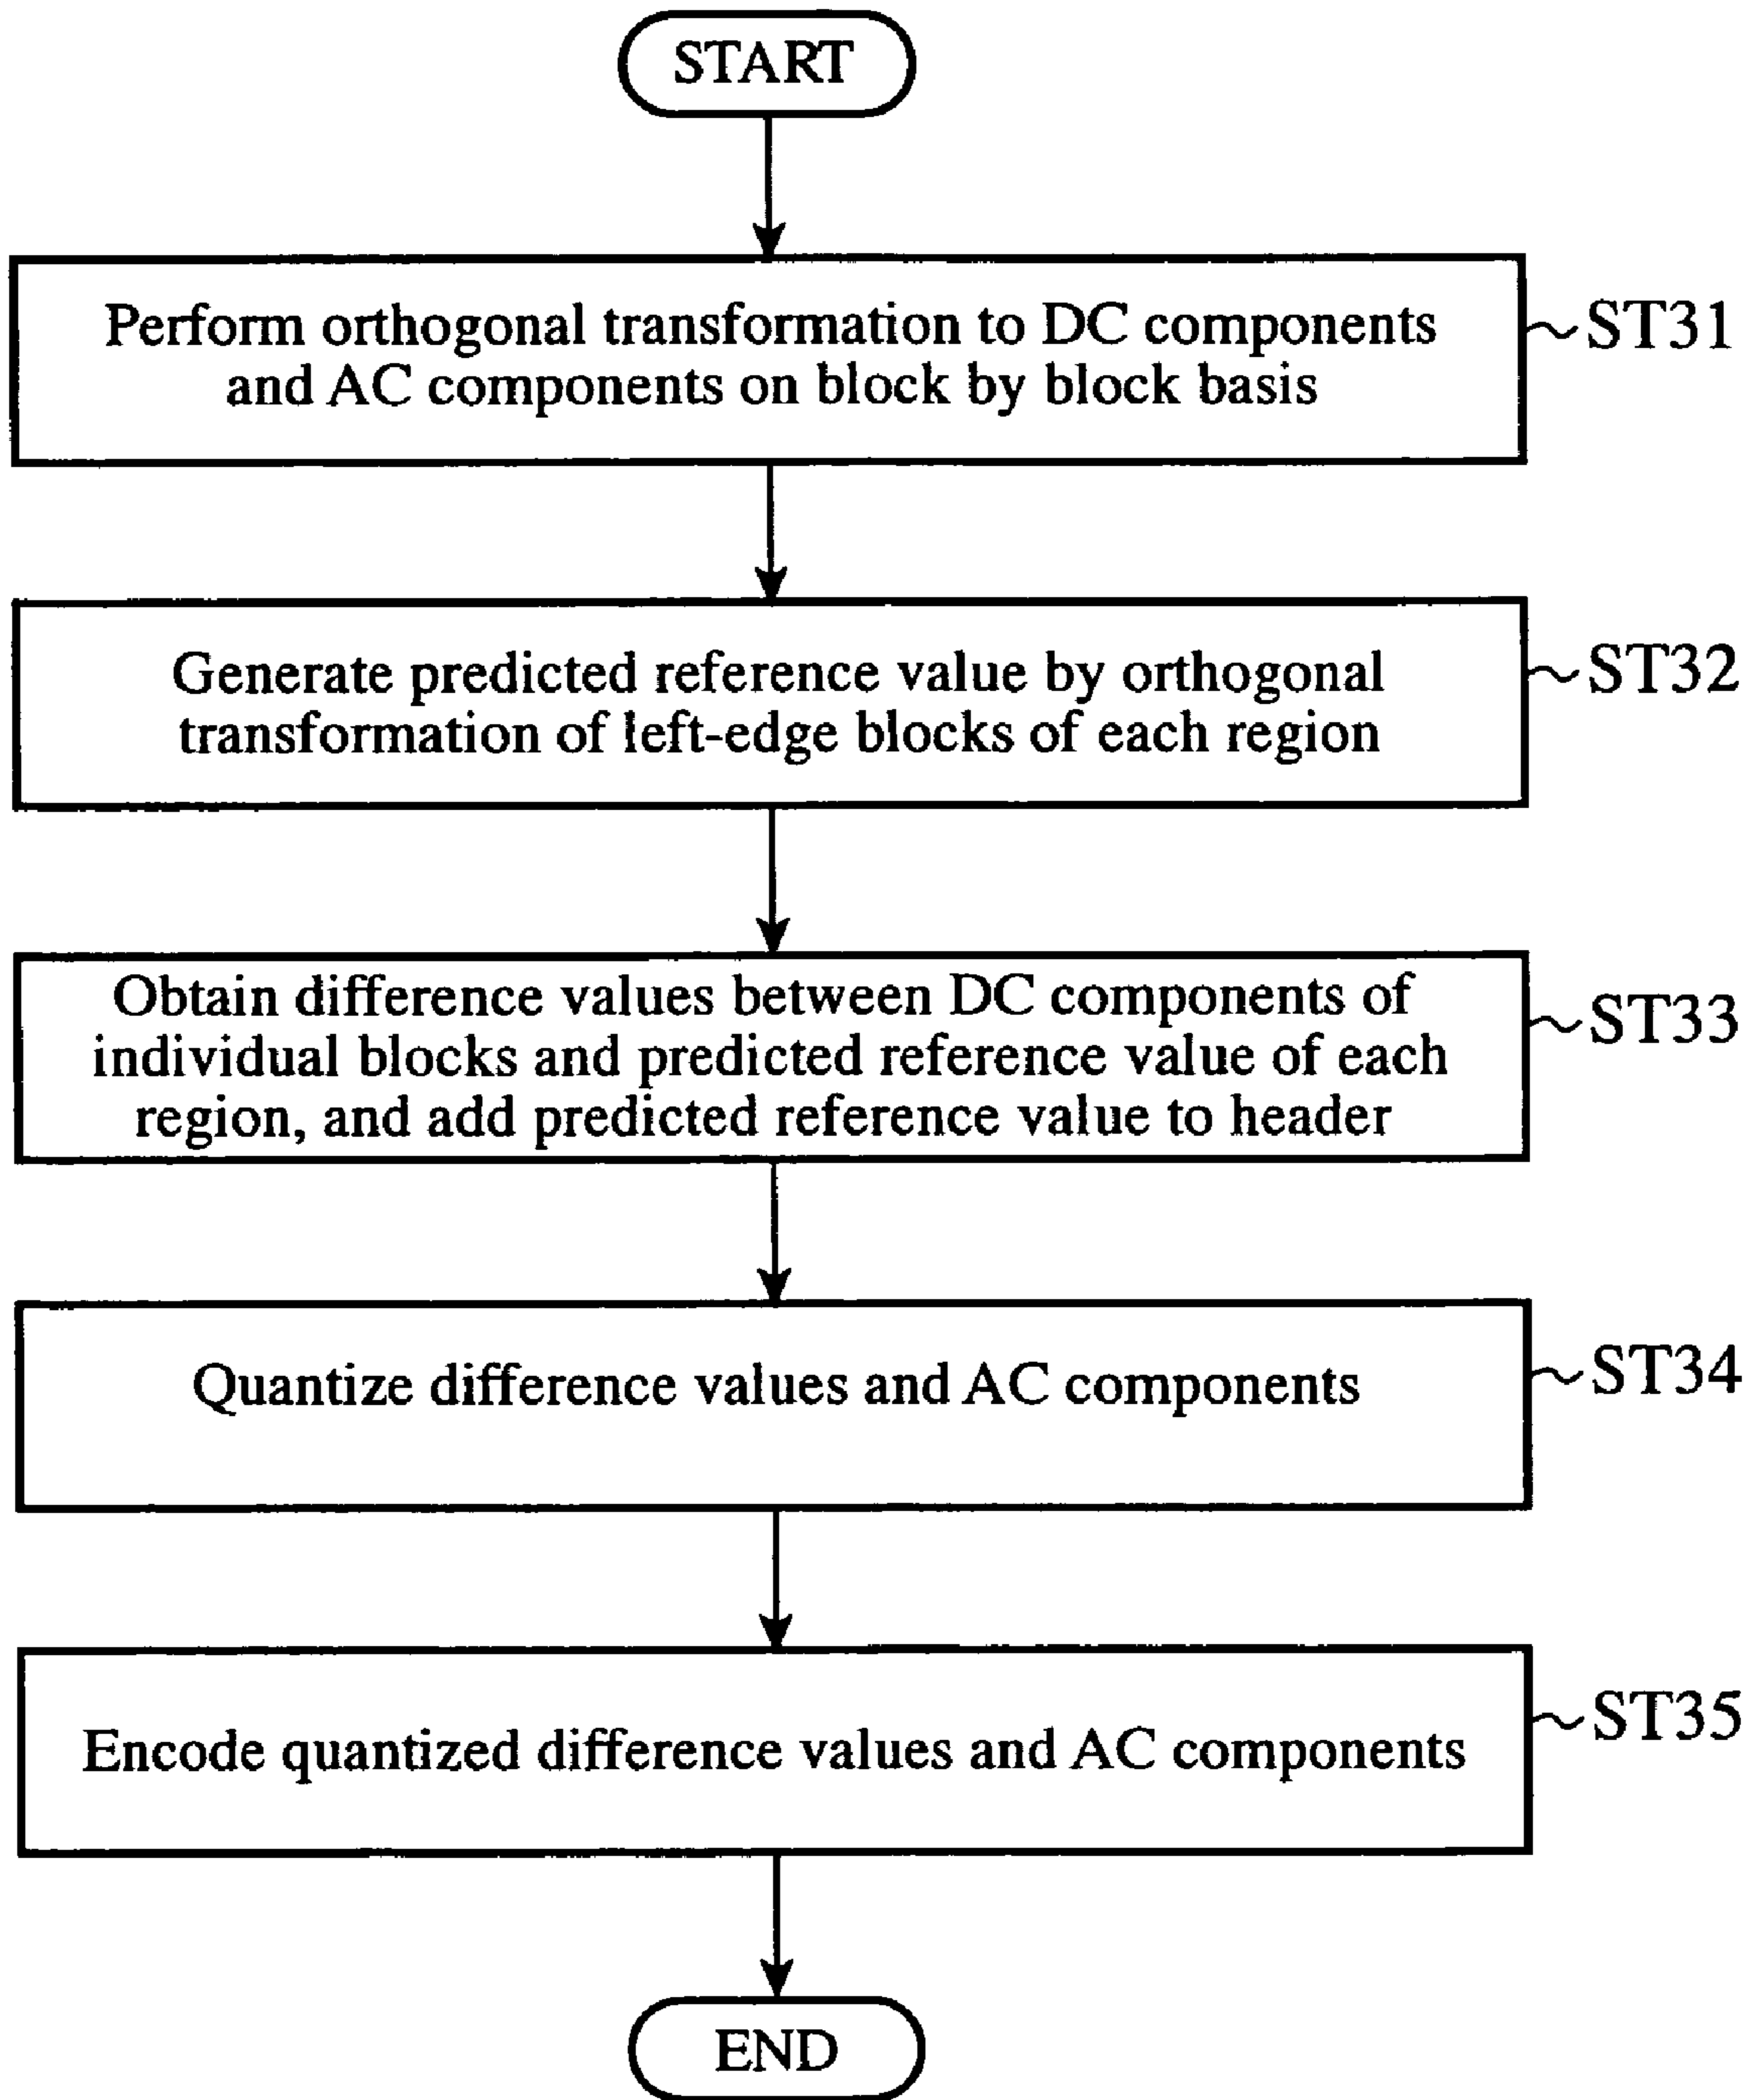 START
Perform orthogonal transformation to DC components
and AC components on block by block basis
ST31
Generate predicted reference value by orthogonal
transformation of left-edge blocks of each region
ST32
Obtain difference values between DC components of
individual blocks and predicted reference value of each
region, and add predicted reference value to header
ST33
Quantize difference values and AC components
ST34
Encode quantized difference values and AC components
ST35
END